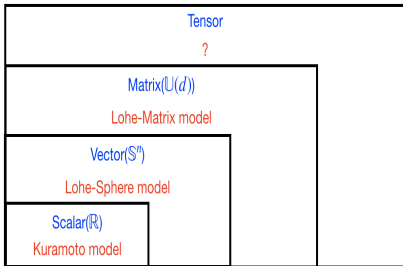 Tensor
?
Matrix(𝕌(d))
Lohe-Matrix model
Vector(𝕊ⁿ)
Lohe-Sphere model
Scalar(ℝ)
Kuramoto model